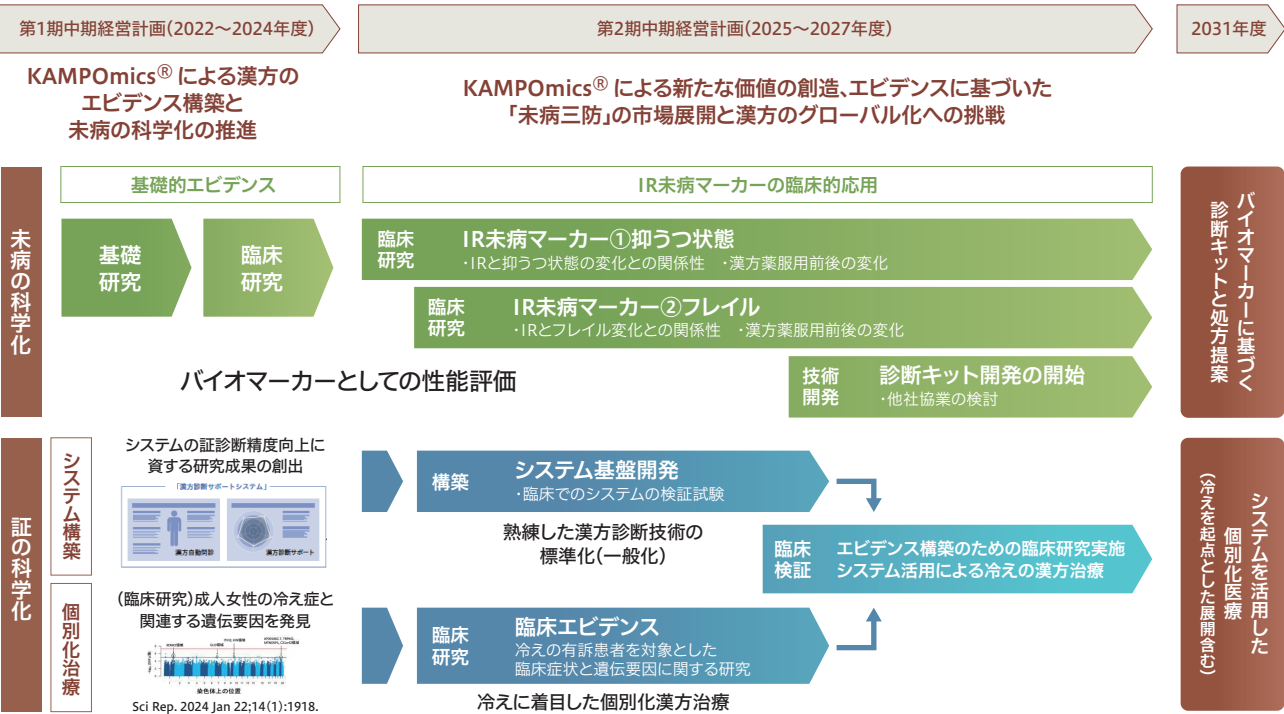 第1期中期経営計画(2022〜2024年度)
第2期中期経営計画(2025〜2027年度)
2031年度
KAMPOmics® による漢方の
エビデンス構築と
未病の科学化の推進
KAMPOmics® による新たな価値の創造、エビデンスに基づいた
「未病三防」の市場展開と漢方のグローバル化への挑戦
未病の科学化
基礎的エビデンス
IR未病マーカーの臨床的応用
基礎
研究
臨床
研究
臨床
研究
IR未病マーカー①抑うつ状態
・IRと抑うつ状態の変化との関係性 ・漢方薬服用前後の変化
臨床
研究
IR未病マーカー②フレイル
・IRとフレイル変化との関係性 ・漢方薬服用前後の変化
バイオマーカーとしての性能評価
技術
開発
診断キット開発の開始
・他社協業の検討
バイオマーカーに基づく
診断キットと処方提案
証の科学化
システム構築
システムの証診断精度向上に
資する研究成果の創出
「漢方診断サポートシステム」
漢方自動問診
漢方診断サポート
構築
システム基盤開発
・臨床でのシステムの検証試験
熟練した漢方診断技術の
標準化(一般化)
臨床
検証
エビデンス構築のための臨床研究実施
システム活用による冷えの漢方治療
個別化治療
(臨床研究)成人女性の冷え症と
関連する遺伝要因を発見
染色体上の位置
Sci Rep. 2024 Jan 22;14(1):1918.
臨床
研究
臨床エビデンス
冷えの有訴患者を対象とした
臨床症状と遺伝要因に関する研究
冷えに着目した個別化漢方治療
システムを活用した
個別化医療
(冷えを起点とした展開含む)